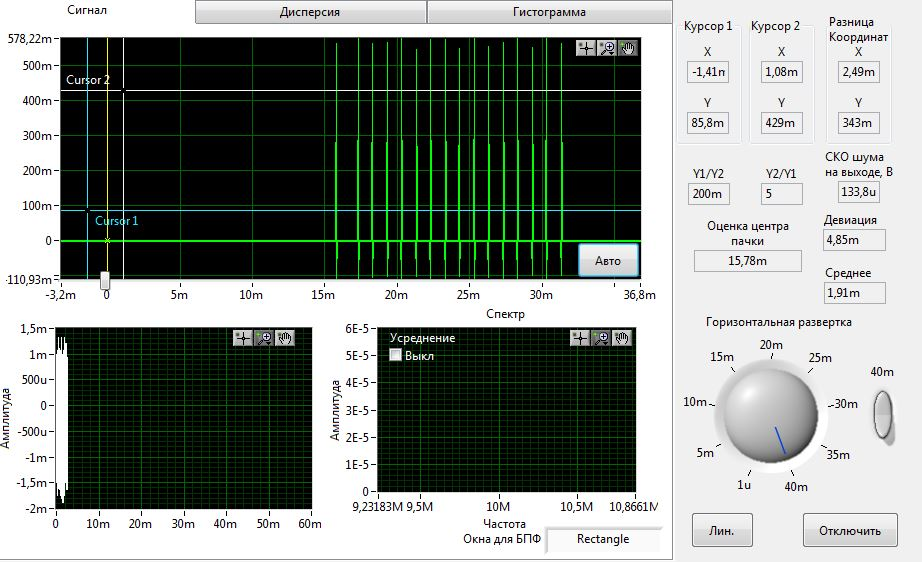 Сигнал
Дисперсия
Гистограмма
578,22m
500m
400m
300m
200m
100m
0
-110,93m
Cursor 2
Cursor 1
Авто
-3,2m 0 5m 10m 15m 20m 25m 30m 36,8m
Курсор 1 Курсор 2 Разница Координат
X X X
-1,41m 1,08m 2,49m
Y Y Y
85,8m 429m 343m
Y1/Y2 Y2/Y1
200m 5
СКО шума
на выходе, В
133,8u
Оценка центра
пачки
15,78m
Девиация
4,85m
Среднее
1,91m
Амплитуда
1,5m
1m
500u
0
-500u
-1m
-1,5m
-2m
0 10m 20m 30m 40m 50m 60m
Спектр
Усреднение
Выкл
Амплитуда
6E-5
5E-5
4E-5
3E-5
2E-5
1E-5
0
9,23183M 9,5M 10M 10,5M 10,8661M
Частота
Окна для БПФ Rectangle
Горизонтальная развертка
1u
5m
10m
15m
20m
25m
30m
35m
40m
40m
Лин.
Отключить